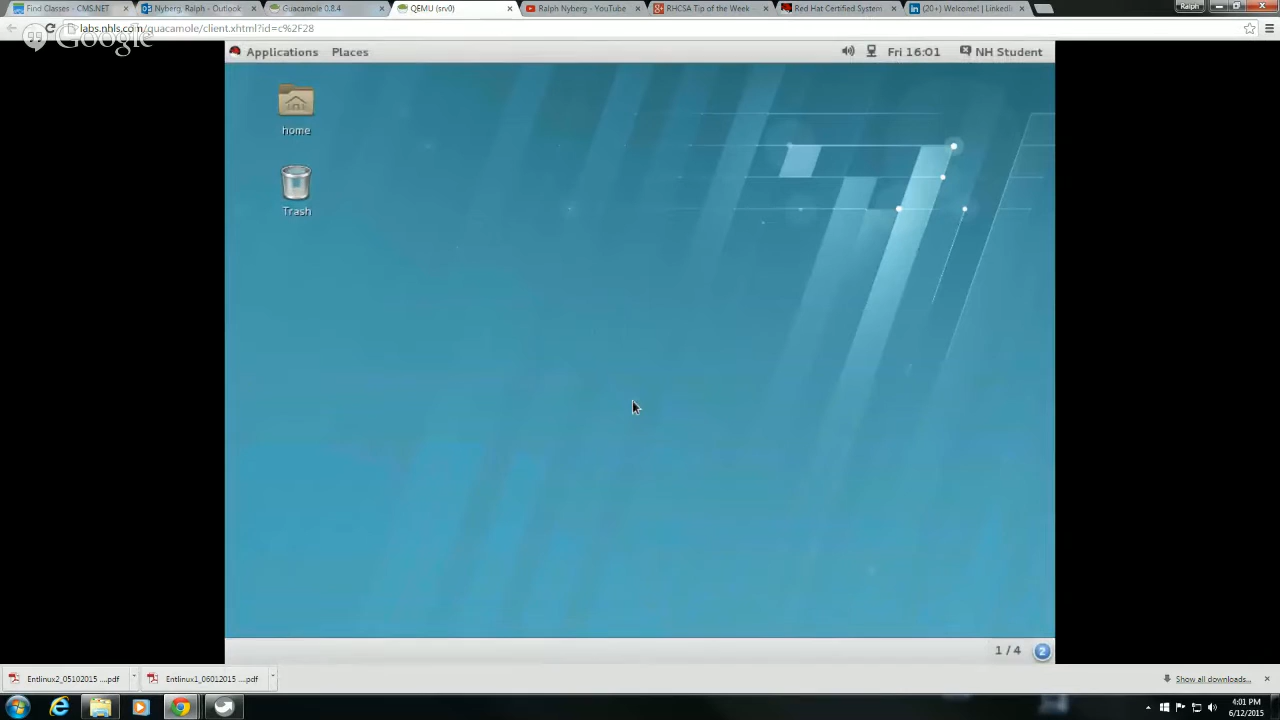 Find Classes - CMS.NET
Nyberg, Ralph - Outlook
Guacamole 0.8.4
QEMU (srv0)
Ralph Nyberg - YouTube
RHCSA Tip of the Week
Red Hat Certified System
(20+) Welcome! | LinkedIn
Ralph
labs.nhls.com/guacamole/client.xhtml?id=c%2F28
Google
Applications Places
Fri 16:01
NH Student
home
Trash
1 / 4
2
Entlinux2_05102015 ....pdf
Entlinux1_06012015 ....pdf
Show all downloads...
4:01 PM
6/12/2015